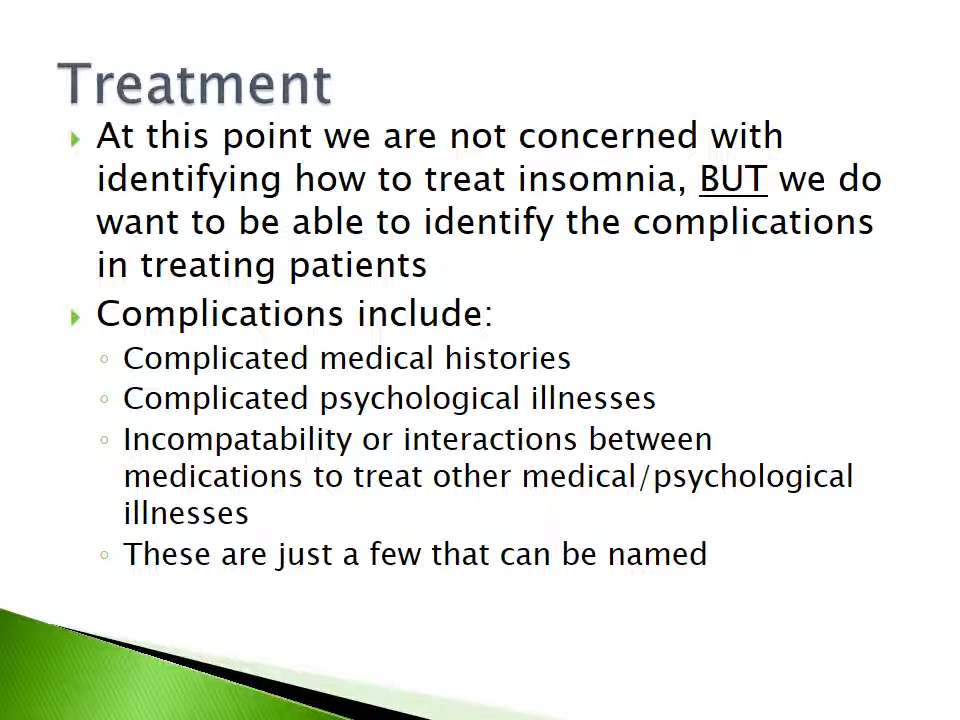 Treatment
At this point we are not concerned with
identifying how to treat insomnia, BUT we do
want to be able to identify the complications
in treating patients
Complications include:
Complicated medical histories
Complicated psychological illnesses
Incompatability or interactions between
medications to treat other medical/psychological
illnesses
These are just a few that can be named